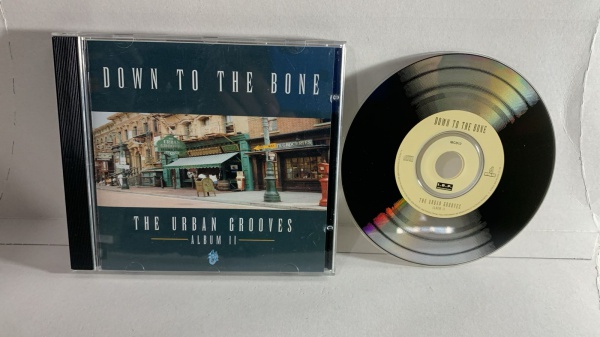 DOWN TO THE BONE
THE URBAN GROOVES
ALBUM II
DOWN TO THE BONE
THE URBAN GROOVES